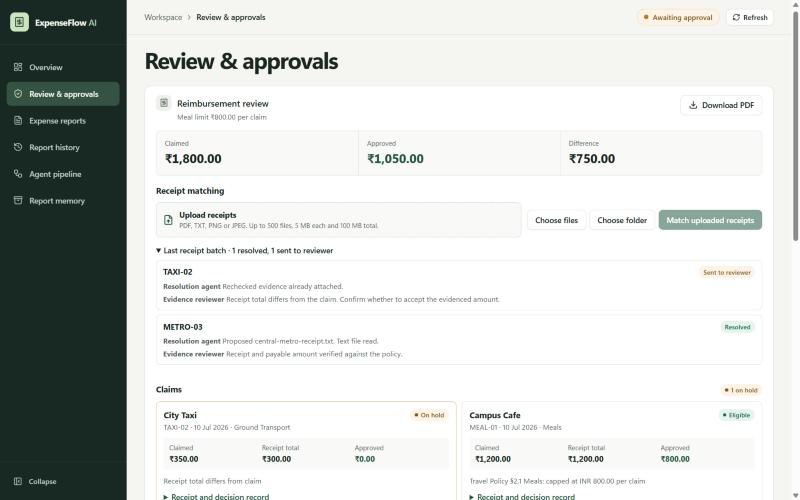 ExpenseFlow AI
Overview
Review & approvals
Expense reports
Report history
Agent pipeline
Report memory
Collapse
Workspace > Review & approvals
Awaiting approval
Refresh
Review & approvals
Reimbursement review
Meal limit ₹800.00 per claim
Download PDF
Claimed
₹1,800.00
Approved
₹1,050.00
Difference
₹750.00
Receipt matching
Upload receipts
PDF, TXT, PNG or JPEG. Up to 500 files, 5 MB each and 100 MB total.
Choose files
Choose folder
Match uploaded receipts
▼ Last receipt batch · 1 resolved, 1 sent to reviewer
TAXI-02
Sent to reviewer
Resolution agent Rechecked evidence already attached.
Evidence reviewer Receipt total differs from the claim. Confirm whether to accept the evidenced amount.
METRO-03
Resolved
Resolution agent Proposed central-metro-receipt.txt. Text file read.
Evidence reviewer Receipt and payable amount verified against the policy.
Claims
1 on hold
City Taxi
On hold
TAXI-02 · 10 Jul 2026 · Ground Transport
Claimed Receipt total Approved
₹350.00 ₹300.00 ₹0.00
Receipt total differs from claim
▶ Receipt and decision record
Campus Cafe
Eligible
MEAL-01 · 10 Jul 2026 · Meals
Claimed Receipt total Approved
₹1,200.00 ₹1,200.00 ₹800.00
Travel Policy §2.1 Meals: capped at INR 800.00 per claim
▶ Receipt and decision record